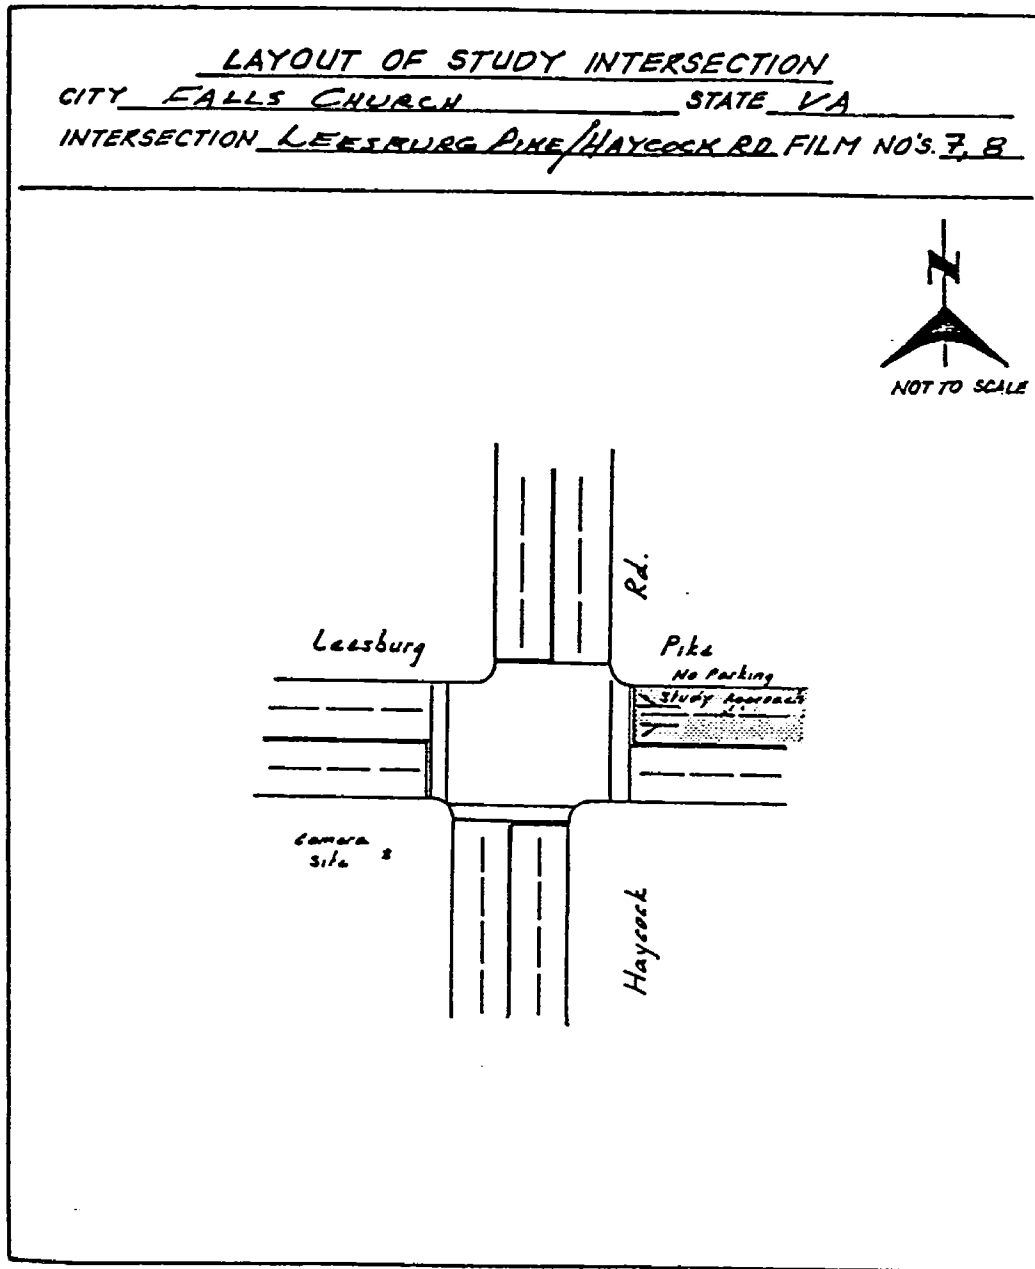 LAYOUT OF STUDY INTERSECTION
CITY FALLS CHURCH STATE VA
INTERSECTION LEESBURG PIKE/HAYCOCK RD FILM NO'S. 7, 8
N
NOT TO SCALE
Rd.
Leesburg Pike
No Parking
Study Approach
Camera
Site x
Haycock